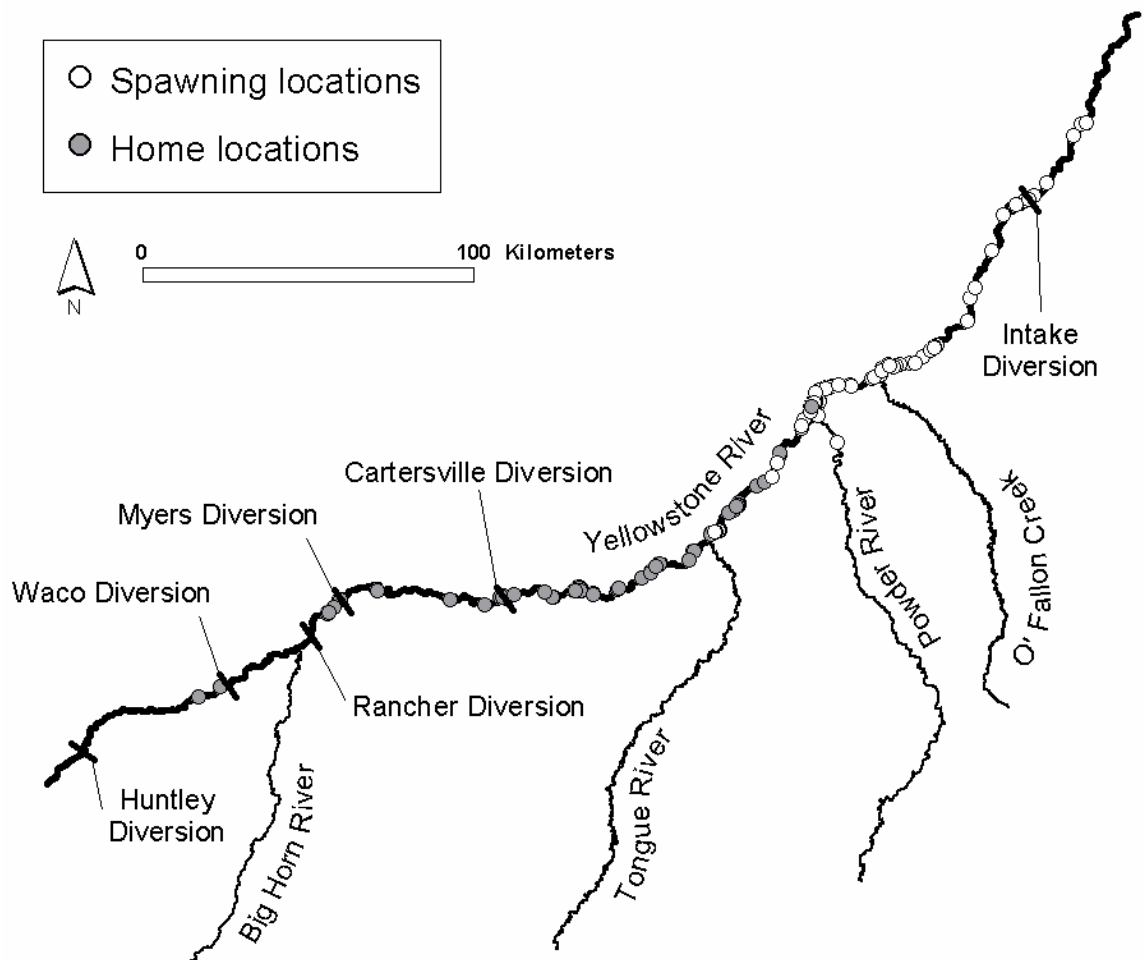 Spawning locations
Home locations
0 100 Kilometers
N
Intake
Diversion
Yellowstone River
Cartersville Diversion
Myers Diversion
Waco Diversion
Rancher Diversion
Huntley
Diversion
Big Horn River
Tongue River
Powder River
O' Fallon Creek